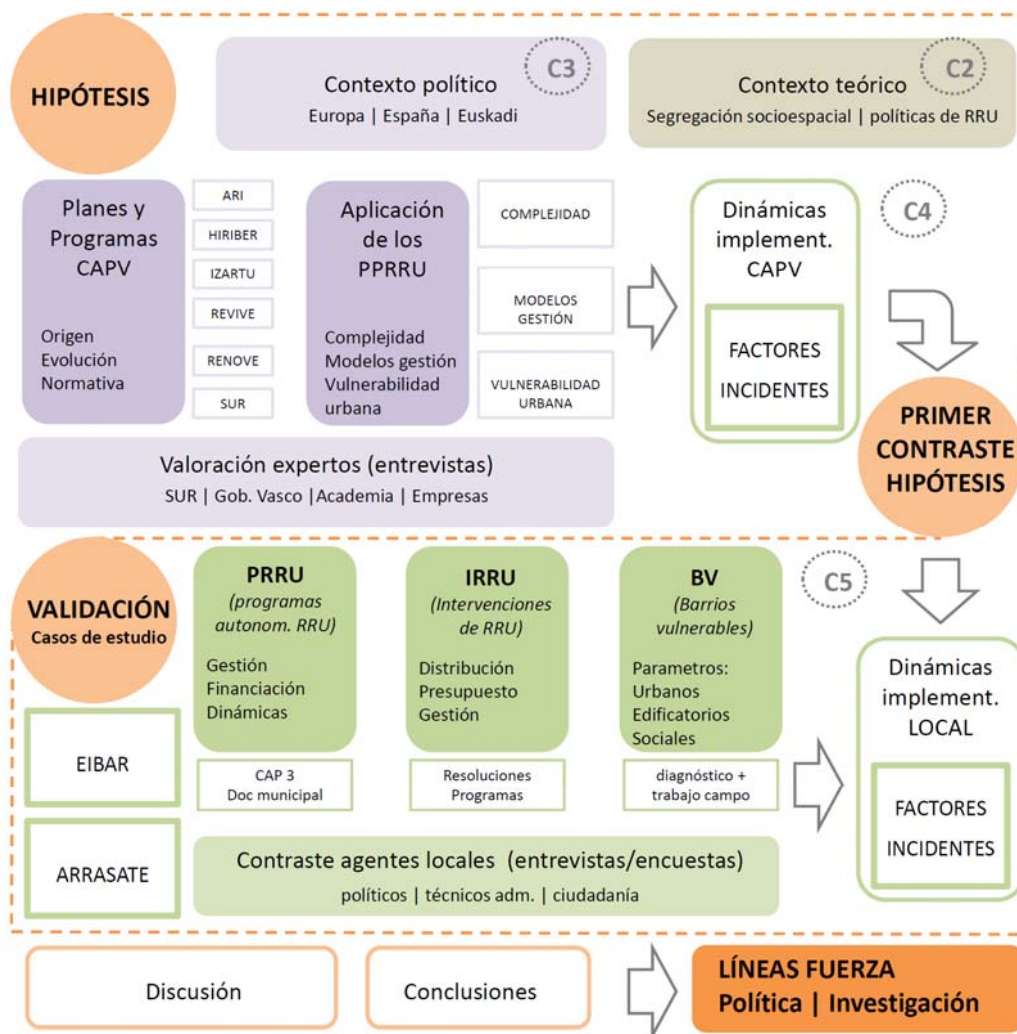 HIPÓTESIS
Contexto político
C3
Europa | España | Euskadi
Contexto teórico
C2
Segregación socioespacial | políticas de RRU
Planes y
Programas
CAPV
Origen
Evolución
Normativa
ARI
HIRIBER
IZARTU
REVIVE
RENOVE
SUR
Aplicación
de los
PPRRU
Complejidad
Modelos gestión
Vulnerabilidad
urbana
COMPLEJIDAD
MODELOS
GESTIÓN
VULNERABILIDAD
URBANA
Dinámicas
implement.
CAPV
FACTORES
INCIDENTES
C4
PRIMER
CONTRASTE
HIPÓTESIS
Valoración expertos (entrevistas)
SUR | Gob. Vasco |Academia | Empresas
VALIDACIÓN
Casos de estudio
EIBAR
ARRASATE
PRRU
(programas
autonom. RRU)
Gestión
Financiación
Dinámicas
CAP 3
Doc municipal
IRRU
(Intervenciones
de RRU)
Distribución
Presupuesto
Gestión
Resoluciones
Programas
BV
(Barrios
vulnerables)
Parametros:
Urbanos
Edificatorios
Sociales
diagnóstico +
trabajo campo
C5
Dinámicas
implement.
LOCAL
FACTORES
INCIDENTES
Contraste agentes locales (entrevistas/encuestas)
políticos | técnicos adm. | ciudadanía
Discusión
Conclusiones
LÍNEAS FUERZA
Política | Investigación